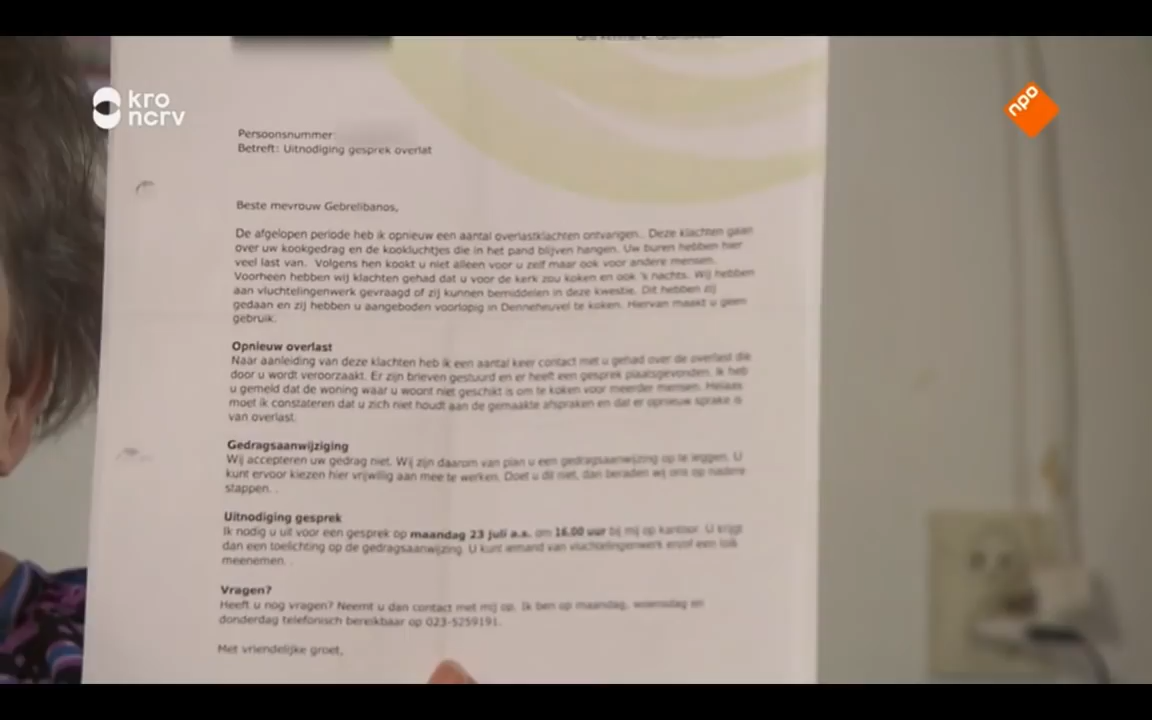 kro
ncrv
npo
Persoonsnummer:
Betreft: Uitnodiging gesprek overlat
Beste mevrouw Gebrelibanos,
De afgelopen periode heb ik opnieuw een aantal overlastklachten ontvangen. Deze klachten gaan
over uw kookgedrag en de kookluchtjes die in het pand blijven hangen. Uw buren hebben hier
veel last van. Volgens hen kookt u niet alleen voor u zelf maar ook voor andere mensen.
Voorheen hebben wij klachten gehad dat u voor de kerk zou koken en ook 's nachts. Wij hebben
aan vluchtelingenwerk gevraagd of zij kunnen bemiddelen in deze kwestie. Dit hebben zij
gedaan en zij hebben u aangeboden voorlopig in Denneheuvel te koken. Hiervan maakt u geen
gebruik.
Opnieuw overlast
Naar aanleiding van deze klachten heb ik een aantal keer contact met u gehad over de overlast die
door u wordt veroorzaakt. Er zijn brieven gestuurd en er heeft een gesprek plaatsgevonden. Ik heb
u gemeld dat de woning waar u woont niet geschikt is om te koken voor meerder mensen. Helaas
moet ik constateren dat u zich niet houdt aan de gemaakte afspraken en dat er opnieuw sprake is
van overlast.
Gedragsaanwijziging
Wij accepteren uw gedrag niet. Wij zijn daarom van plan u een gedragsaanwijzing op te leggen. U
kunt ervoor kiezen hier vrijwillig aan mee te werken. Doet u dit niet, dan beraden wij ons op nadere
stappen. .
Uitnodiging gesprek
Ik nodig u uit voor een gesprek op maandag 23 juli a.s. om 16.00 uur bij mij op kantoor. U krijgt
dan een toelichting op de gedragsaanwijzing. U kunt iemand van vluchtelingenwerk en/of een tolk
meenemen. .
Vragen?
Heeft u nog vragen? Neemt u dan contact met mij op. Ik ben op maandag, woensdag en
donderdag telefonisch bereikbaar op 023-5259191.
Met vriendelijke groet,